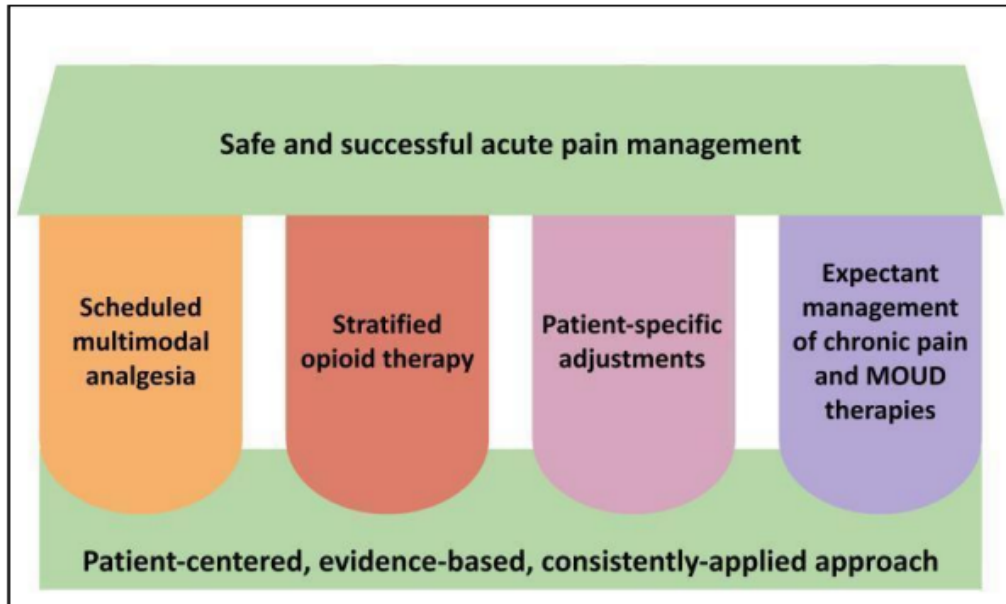 Safe and successful acute pain management
Scheduled
multimodal
analgesia
Stratified
opioid therapy
Patient-specific
adjustments
Expectant
management
of chronic pain
and MOUD
therapies
Patient-centered, evidence-based, consistently-applied approach